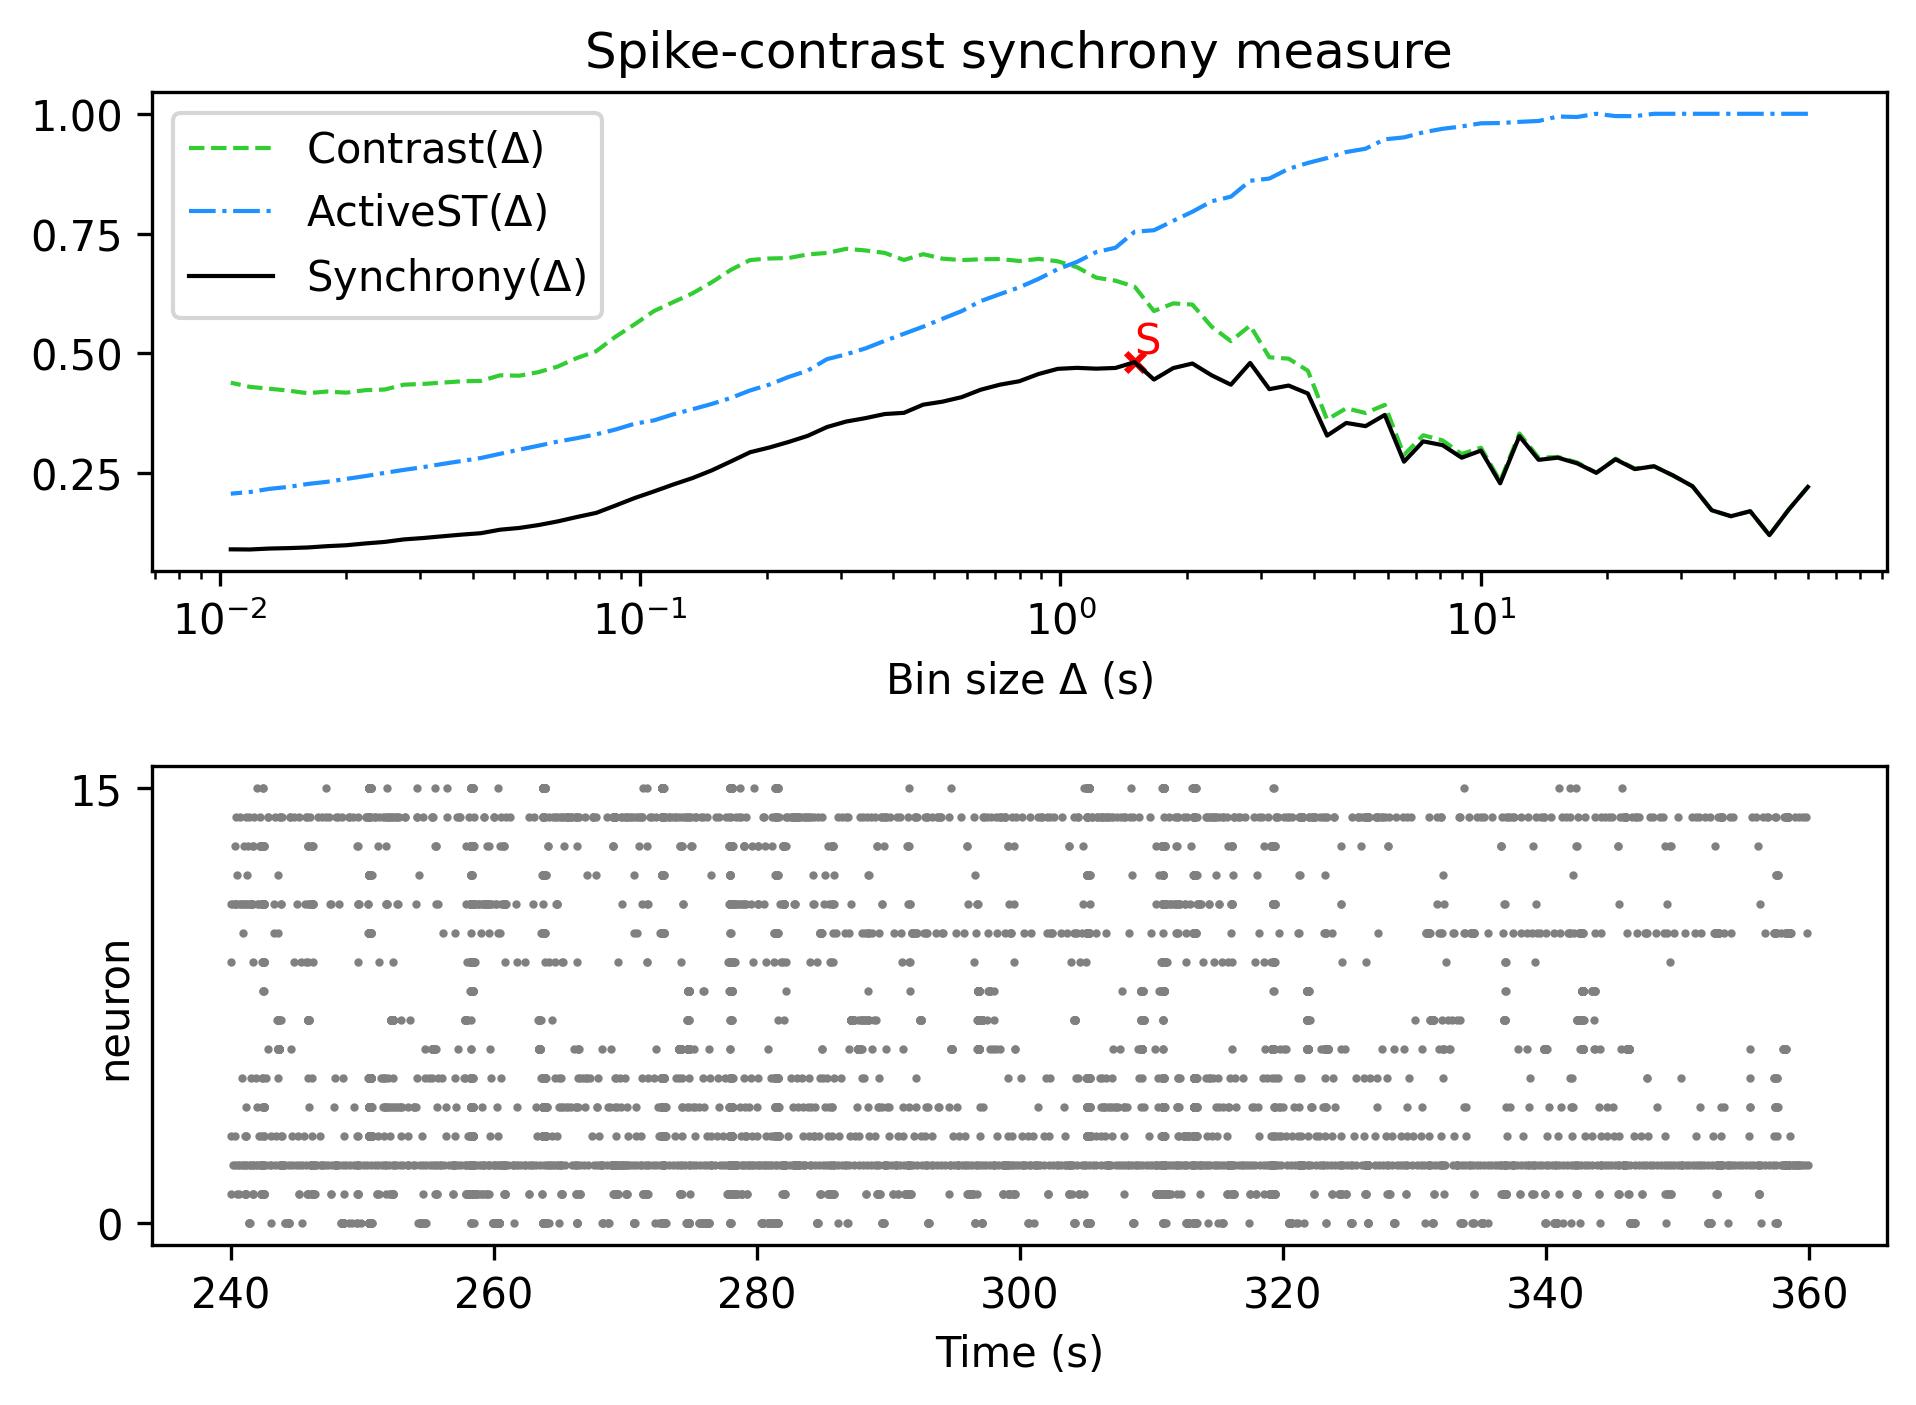 Spike-contrast synchrony measure
1.00
0.75
0.50
0.25
Contrast(Δ)
ActiveST(Δ)
Synchrony(Δ)
S
10⁻² 10⁻¹ 10⁰ 10¹
Bin size Δ (s)
15
0
neuron
240 260 280 300 320 340 360
Time (s)